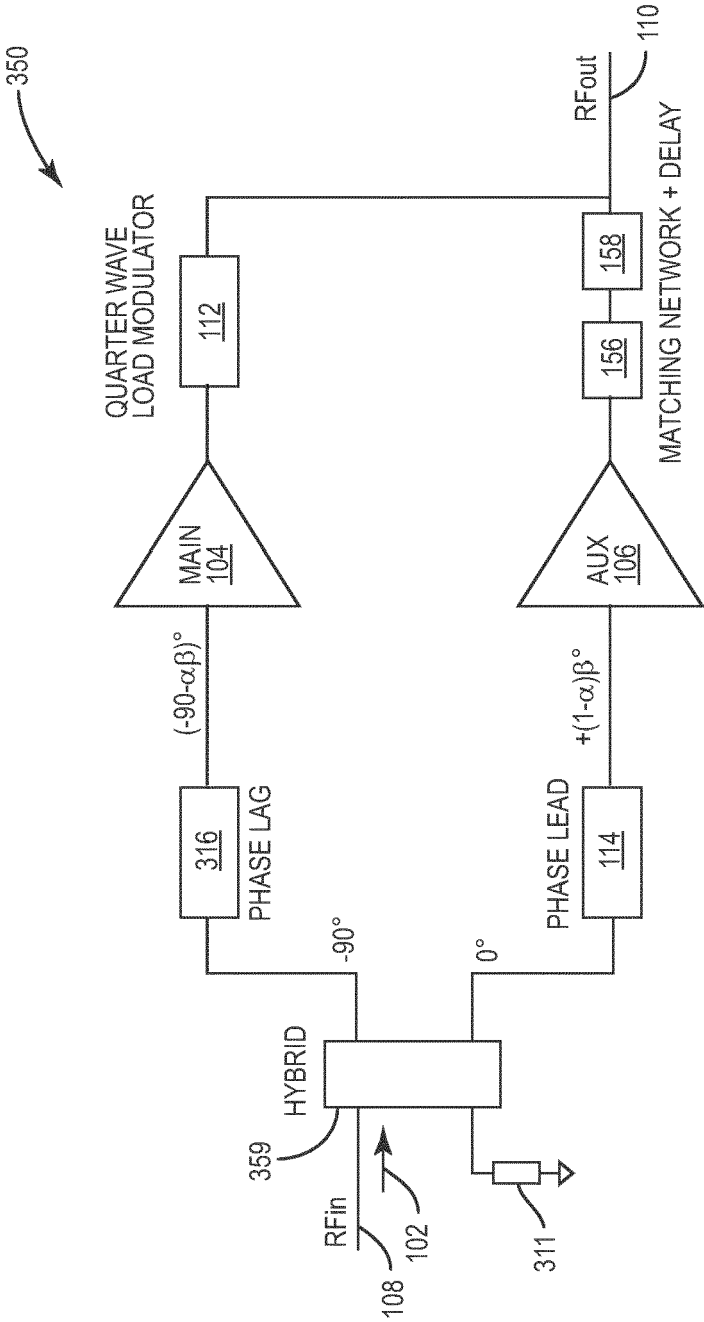 350
QUARTER WAVE
LOAD MODULATOR
112
MAIN
104
(-90-αβ)°
316
PHASE LAG
-90°
HYBRID
359
RFin
102
108
311
0°
PHASE LEAD
114
+(1-α)β°
AUX
106
156
158
MATCHING NETWORK + DELAY
RFout
110